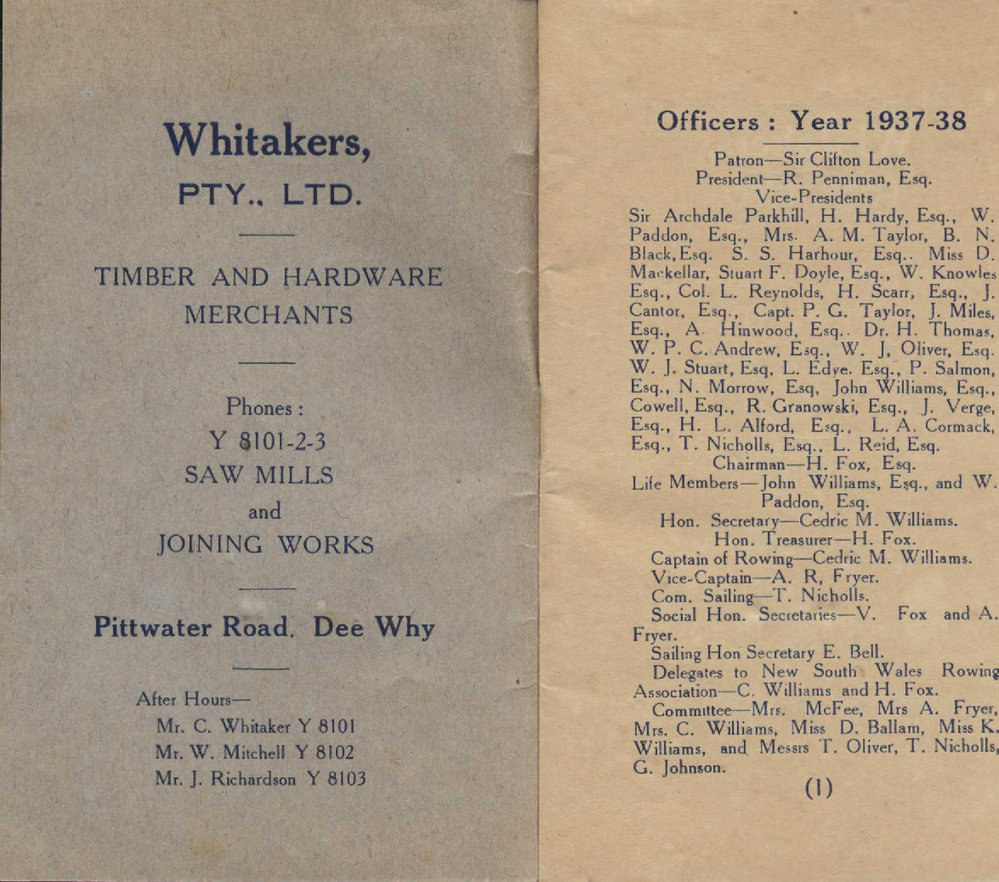 Whitakers,
PTY., LTD.
TIMBER AND HARDWARE
MERCHANTS
Phones :
Y 8101-2-3
SAW MILLS
and
JOINING WORKS
Pittwater Road, Dee Why
After Hours—
Mr. C. Whitaker Y 8101
Mr. W. Mitchell Y 8102
Mr. J. Richardson Y 8103
Officers : Year 1937-38
Patron—Sir Clifton Love.
President—R. Penniman, Esq.
Vice-Presidents
Sir Archdale Parkhill, H. Hardy, Esq., W.
Paddon, Esq., Mrs. A. M. Taylor, B. N.
Black, Esq. S. S. Harhour, Esq.. Miss D.
Mackellar, Stuart F. Doyle, Esq., W. Knowles
Esq., Col. L. Reynolds, H. Scarr, Esq., J.
Cantor, Esq., Capt. P. G. Taylor, J. Miles,
Esq., A. Hinwood, Esq.. Dr. H. Thomas,
W. P. C. Andrew, Esq., W. J. Oliver, Esq.
W. J. Stuart, Esq, L. Edye. Esq., P. Salmon,
Esq., N. Morrow, Esq, John Williams, Esq.,
Cowell, Esq., R. Granowski, Esq., J. Verge,
Esq., H. L. Alford, Esq., L. A. Cormack,
Esq., T. Nicholls, Esq., L. Reid, Esq.
Chairman—H. Fox, Esq.
Life Members—John Williams, Esq., and W.
Paddon, Esq.
Hon. Secretary—Cedric M. Williams.
Hon. Treasurer—H. Fox.
Captain of Rowing—Cedric M. Williams.
Vice-Captain—A. R, Fryer.
Com. Sailing—T. Nicholls.
Social Hon. Secretaries—V. Fox and A.
Fryer.
Sailing Hon Secretary E. Bell.
Delegates to New South Wales Rowing
Association—C. Williams and H. Fox.
Committee—Mrs. McFee, Mrs A. Fryer,
Mrs. C. Williams, Miss D. Ballam, Miss K.
Williams, and Messrs T. Oliver, T. Nicholls,
G. Johnson.
(1)